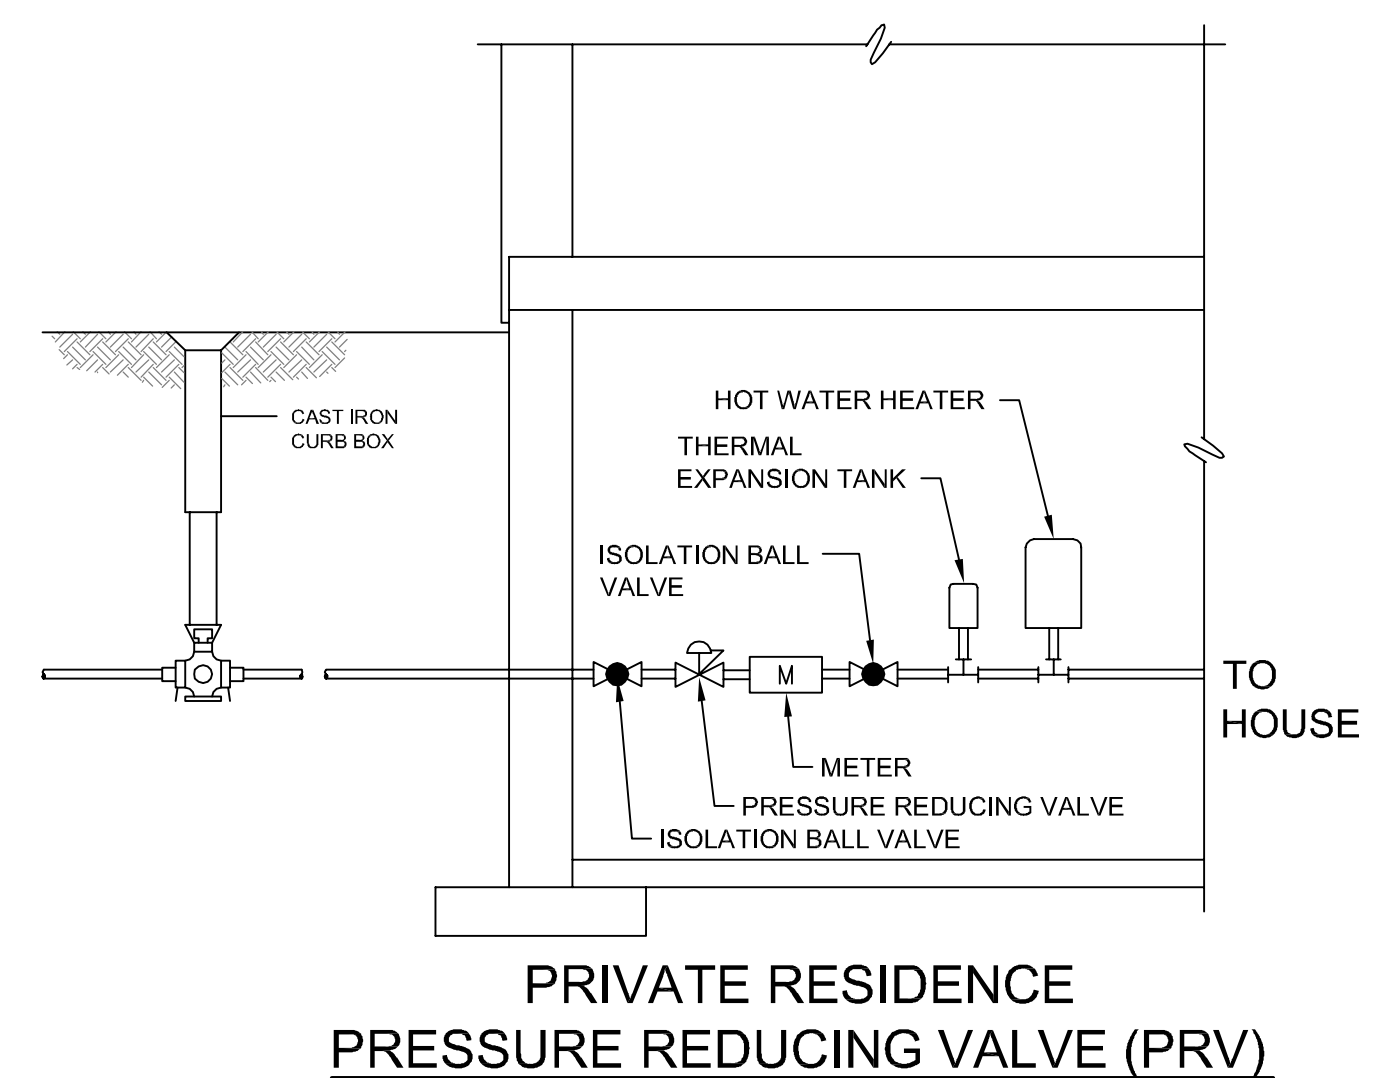 CAST IRON
CURB BOX
HOT WATER HEATER
THERMAL
EXPANSION TANK
ISOLATION BALL
VALVE
M
TO
HOUSE
METER
PRESSURE REDUCING VALVE
ISOLATION BALL VALVE
PRIVATE RESIDENCE
PRESSURE REDUCING VALVE (PRV)